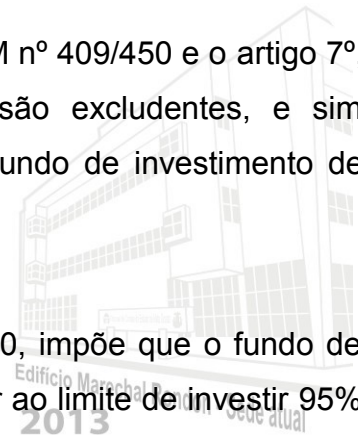 M nº 409/450 e o artigo 7º
são excludentes, e sim
undo de investimento de
0, impõe que o fundo de
Edifício Marechal Rondon - Sede atual
r ao limite de investir 95%
2013